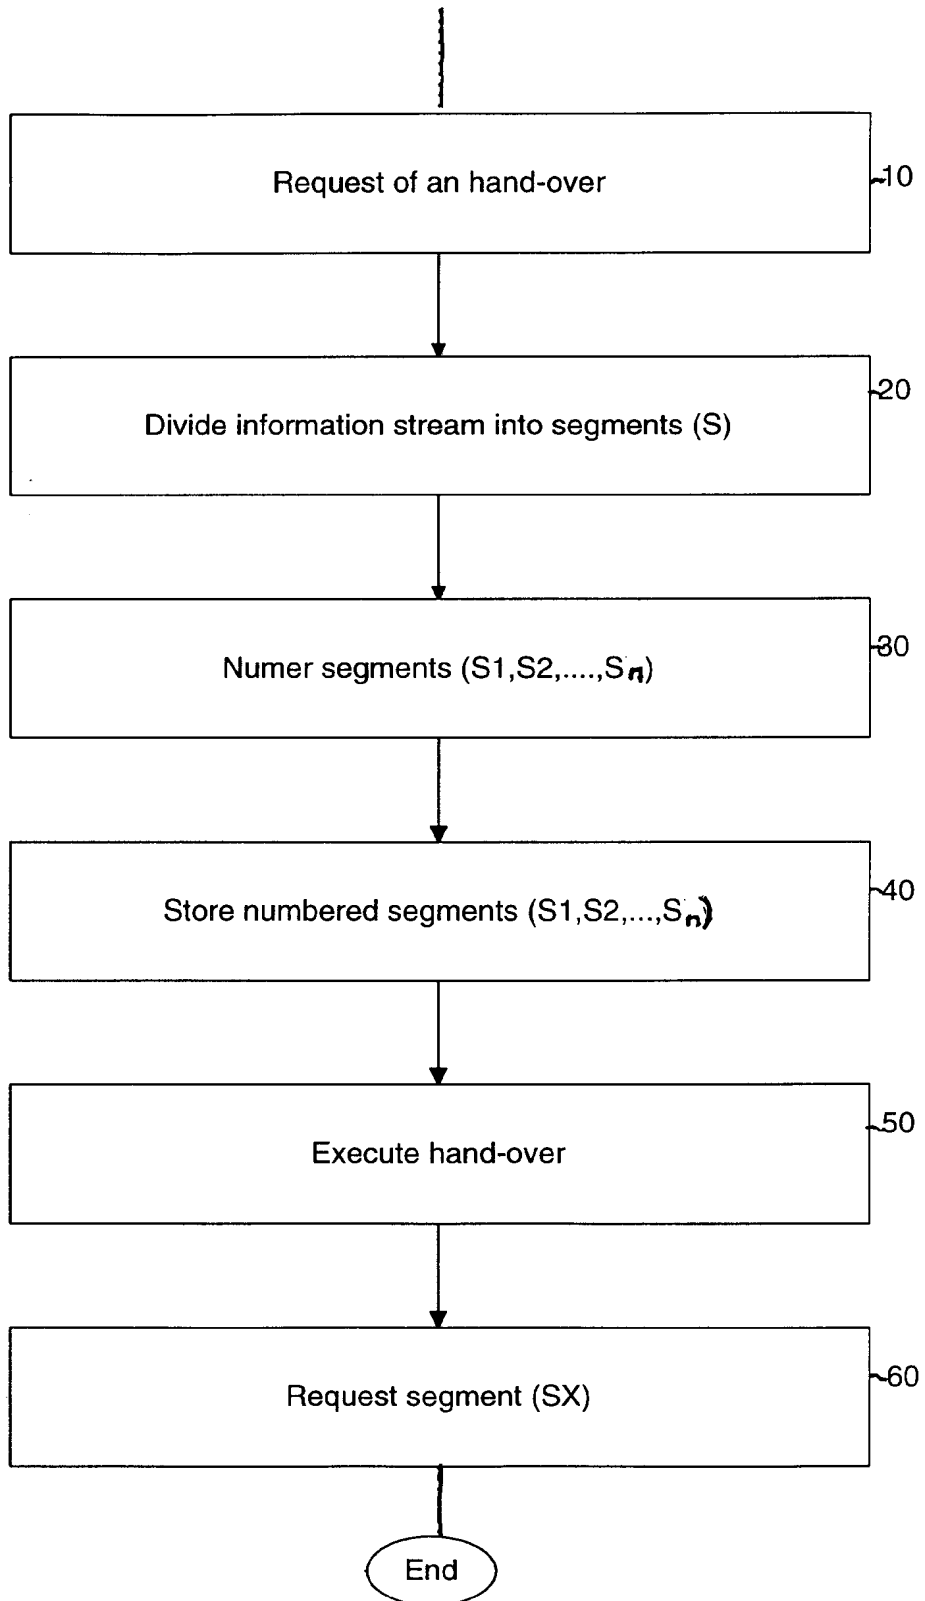 Request of an hand-over
10
Divide information stream into segments (S)
20
Numer segments (S1,S2,....,Sn)
30
Store numbered segments (S1,S2,...,Sn)
40
Execute hand-over
50
Request segment (SX)
60
End